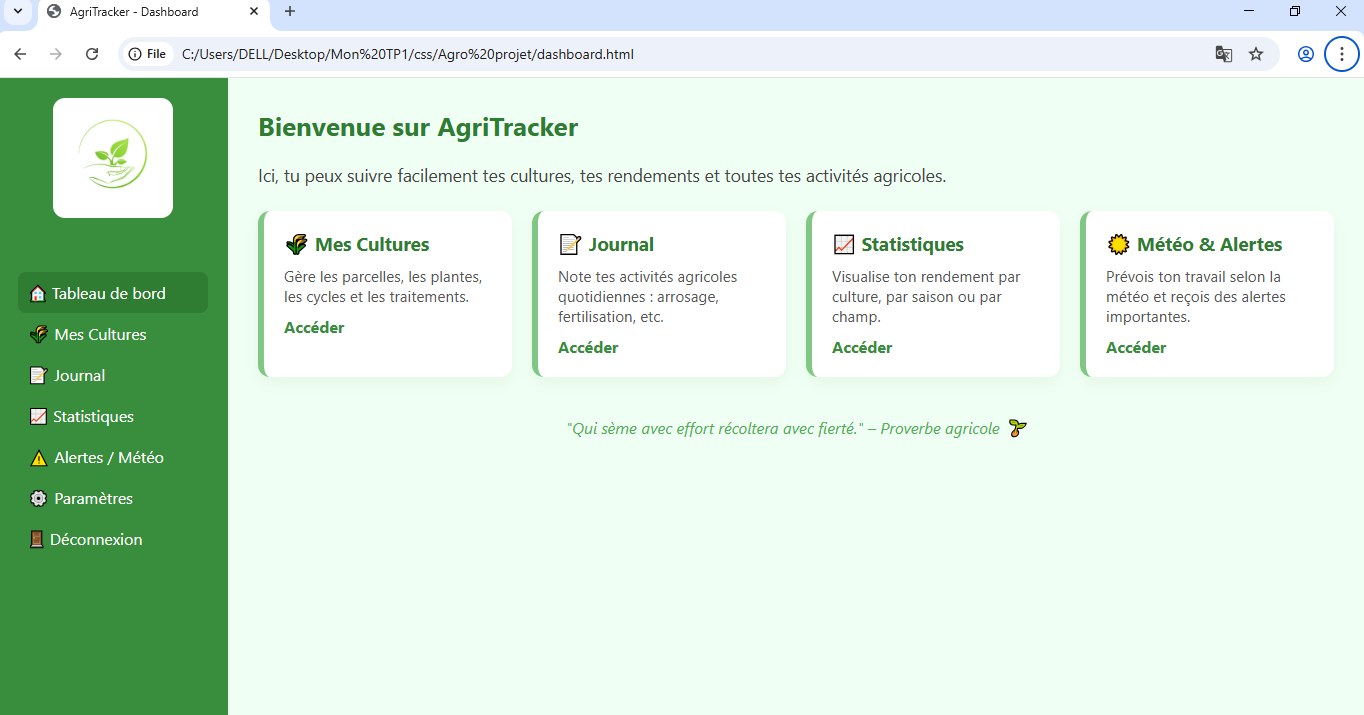 AgriTracker - Dashboard
File
C:/Users/DELL/Desktop/Mon%20TP1/css/Agro%20projet/dashboard.html
Tableau de bord
Mes Cultures
Journal
Statistiques
Alertes / Météo
Paramètres
Déconnexion
Bienvenue sur AgriTracker
Ici, tu peux suivre facilement tes cultures, tes rendements et toutes tes activités agricoles.
Mes Cultures
Gère les parcelles, les plantes,
les cycles et les traitements.
Accéder
Journal
Note tes activités agricoles
quotidiennes : arrosage,
fertilisation, etc.
Accéder
Statistiques
Visualise ton rendement par
culture, par saison ou par
champ.
Accéder
Météo & Alertes
Prévois ton travail selon la
météo et reçois des alertes
importantes.
Accéder
"Qui sème avec effort récoltera avec fierté." – Proverbe agricole